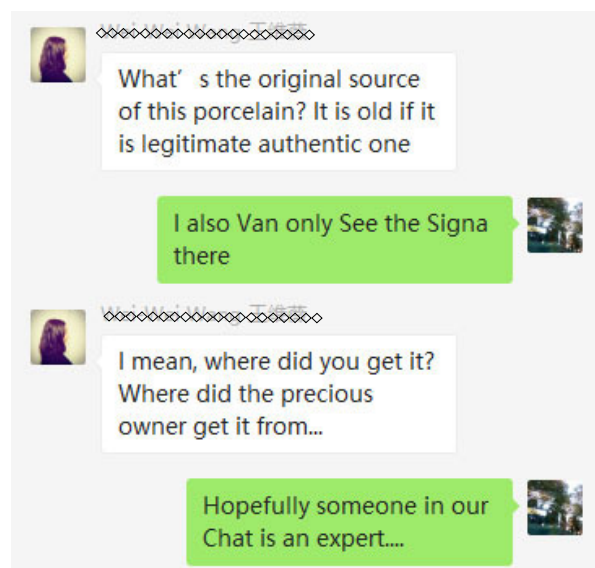 What's the original source
of this porcelain? It is old if it
is legitimate authentic one
I also Van only See the Signa
there
I mean, where did you get it?
Where did the precious
owner get it from...
Hopefully someone in our
Chat is an expert....